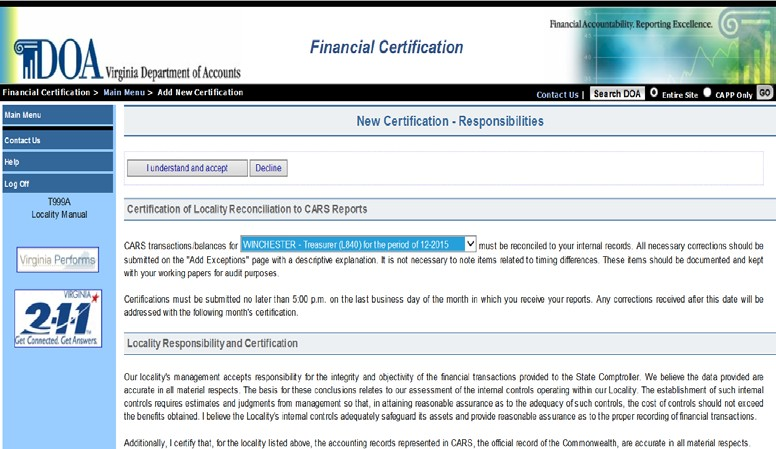 Financial Accountability. Reporting Excellence.
DOA Virginia Department of Accounts
Financial Certification
Financial Certification > Main Menu > Add New Certification
Contact Us | Search DOA Entire Site CAPP Only GO
Main Menu
Contact Us
Help
Log Off
T999A
Locality Manual
Virginia Performs
VIRGINIA
2-1-1
Get Connected. Get Answers.
New Certification - Responsibilities
I understand and accept Decline
Certification of Locality Reconciliation to CARS Reports
CARS transactions/balances for WINCHESTER - Treasurer (L840) for the period of 12-2015 must be reconciled to your internal records. All necessary corrections should be
submitted on the "Add Exceptions" page with a descriptive explanation. It is not necessary to note items related to timing differences. These items should be documented and kept
with your working papers for audit purposes.
Certifications must be submitted no later than 5:00 p.m. on the last business day of the month in which you receive your reports. Any corrections received after this date will be
addressed with the following month's certification.
Locality Responsibility and Certification
Our locality's management accepts responsibility for the integrity and objectivity of the financial transactions provided to the State Comptroller. We believe the data provided are
accurate in all material respects. The basis for these conclusions relates to our assessment of the internal controls operating within our Locality. The establishment of such internal
controls requires estimates and judgments from management so that, in attaining reasonable assurance as to the adequacy of such controls, the cost of controls should not exceed
the benefits obtained. I believe the Locality's internal controls adequately safeguard its assets and provide reasonable assurance as to the proper recording of financial transactions.
Additionally, I certify that, for the locality listed above, the accounting records represented in CARS, the official record of the Commonwealth, are accurate in all material respects.